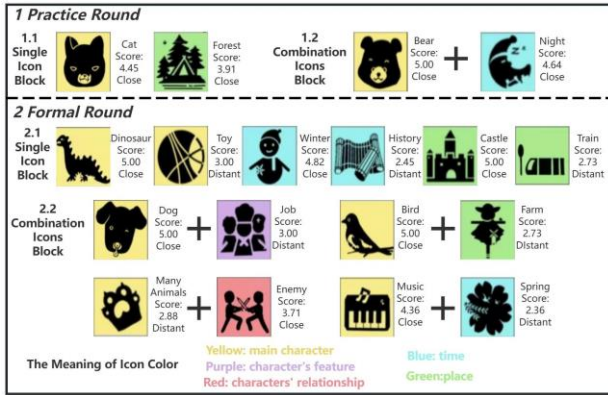 1 Practice Round
1.1
Single
Icon
Block
Cat
Score:
4.45
Close
Forest
Score:
3.91
Close
1.2
Combination
Icons
Block
Bear
Score:
5.00
Close
+
Night
Score:
4.64
Close
2 Formal Round
2.1
Single
Icon
Block
Dinosaur
Score:
5.00
Close
Toy
Score:
3.00
Distant
Winter
Score:
4.82
Close
History
Score:
2.45
Distant
Castle
Score:
5.00
Close
Train
Score:
2.73
Distant
2.2
Combination
Icons
Block
Dog
Score:
5.00
Close
+
Job
Score:
3.00
Distant
Bird
Score:
5.00
Close
+
Farm
Score:
2.73
Distant
Many
Animals
Score:
2.88
Distant
+
Enemy
Score:
3.71
Close
Music
Score:
4.36
Close
+
Spring
Score:
2.36
Distant
The Meaning of Icon Color
Yellow: main character
Purple: character's feature
Red: characters' relationship
Blue: time
Green:place